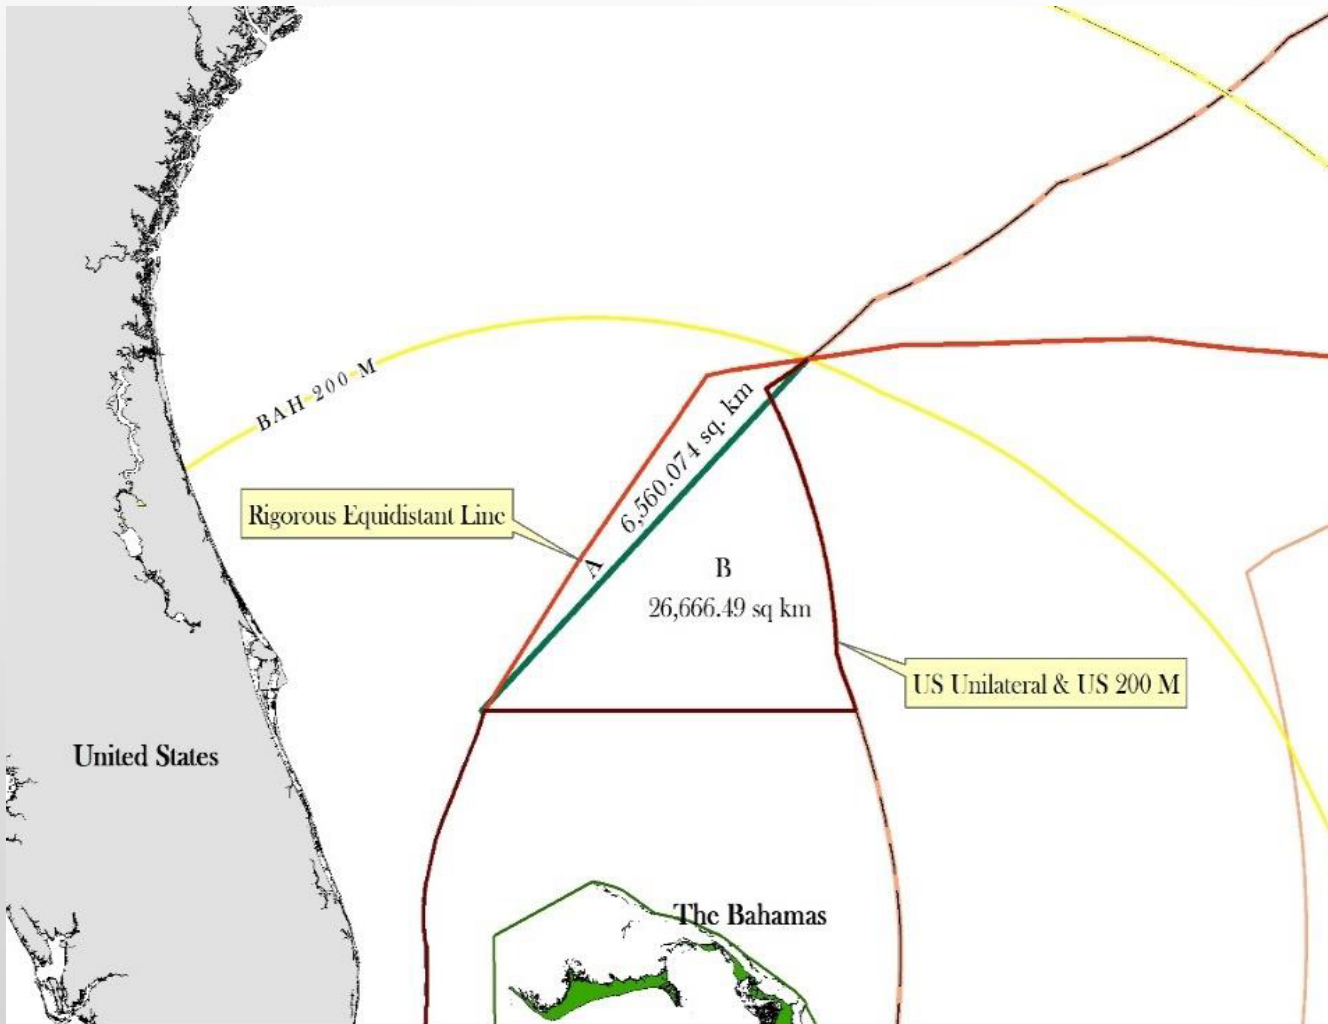 BAH 200 M
Rigorous Equidistant Line
A
6,560.074 sq. km
B
26,666.49 sq km
US Unilateral & US 200 M
United States
The Bahamas